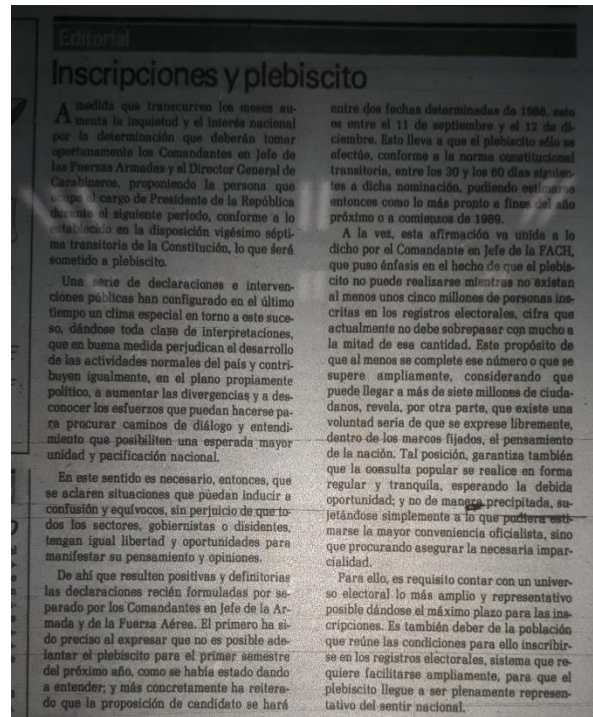 Editorial
Inscripciones y plebiscito
A medida que transcurren los meses au-
menta la inquietud y el interés nacional
por la determinación que deberán tomar
oportunamente los Comandantes en Jefe de
las Fuerzas Armadas y el Director General de
Carabineros, proponiendo la persona que
ocupe el cargo de Presidente de la República
durante el siguiente período, conforme a lo
establecido en la disposición vigésimo sépti-
ma transitoria de la Constitución, lo que será
sometido a plebiscito.
Una serie de declaraciones e interven-
ciones públicas han configurado en el último
tiempo un clima especial en torno a este suce-
so, dándose toda clase de interpretaciones,
que en buena medida perjudican el desarrollo
de las actividades normales del país y contri-
buyen igualmente, en el plano propiamente
político, a aumentar las divergencias y a des-
conocer los esfuerzos que puedan hacerse pa-
ra procurar caminos de diálogo y entendi-
miento que posibiliten una esperada mayor
unidad y pacificación nacional.
En este sentido es necesario, entonces, que
se aclaren situaciones que puedan inducir a
confusión y equívocos, sin perjuicio de que to-
dos los sectores, gobiernistas o disidentes,
tengan igual libertad y oportunidades para
manifestar su pensamiento y opiniones.
De ahí que resulten positivas y definitorias
las declaraciones recién formuladas por se-
parado por los Comandantes en Jefe de la Ar-
mada y de la Fuerza Aérea. El primero ha si-
do preciso al expresar que no es posible ade-
lantar el plebiscito para el primer semestre
del próximo año, como se había estado dando
a entender; y más concretamente ha reitera-
do que la proposición de candidato se hará
entre dos fechas determinadas de 1988, esto
es entre el 11 de septiembre y el 12 de di-
ciembre. Esto lleva a que el plebiscito sólo se
efectúe, conforme a la norma constitucional
transitoria, entre los 30 y los 60 días siguien-
tes a dicha nominación, pudiendo estimarse
entonces como lo más pronto a fines del año
próximo o a comienzos de 1989.
A la vez, esta afirmación va unida a lo
dicho por el Comandante en Jefe de la FACH,
que puso énfasis en el hecho de que el plebis-
cito no puede realizarse mientras no existan
al menos unos cinco millones de personas ins-
critas en los registros electorales, cifra que
actualmente no debe sobrepasar con mucho a
la mitad de esa cantidad. Este propósito de
que al menos se complete ese número o que se
supere ampliamente, considerando que
puede llegar a más de siete millones de ciuda-
danos, revela, por otra parte, que existe una
voluntad seria de que se exprese libremente,
dentro de los marcos fijados, el pensamiento
de la nación. Tal posición, garantiza también
que la consulta popular se realice en forma
regular y tranquila, esperando la debida
oportunidad; y no de manera precipitada, su-
jetándose simplemente a lo que pudiera esti-
marse la mayor conveniencia oficialista, sino
que procurando asegurar la necesaria impar-
cialidad.
Para ello, es requisito contar con un univer-
so electoral lo más amplio y representativo
posible dándose el máximo plazo para las ins-
cripciones. Es también deber de la población
que reúne las condiciones para ello inscribir-
se en los registros electorales, sistema que re-
quiere facilitarse ampliamente, para que el
plebiscito llegue a ser plenamente represen-
tativo del sentir nacional.